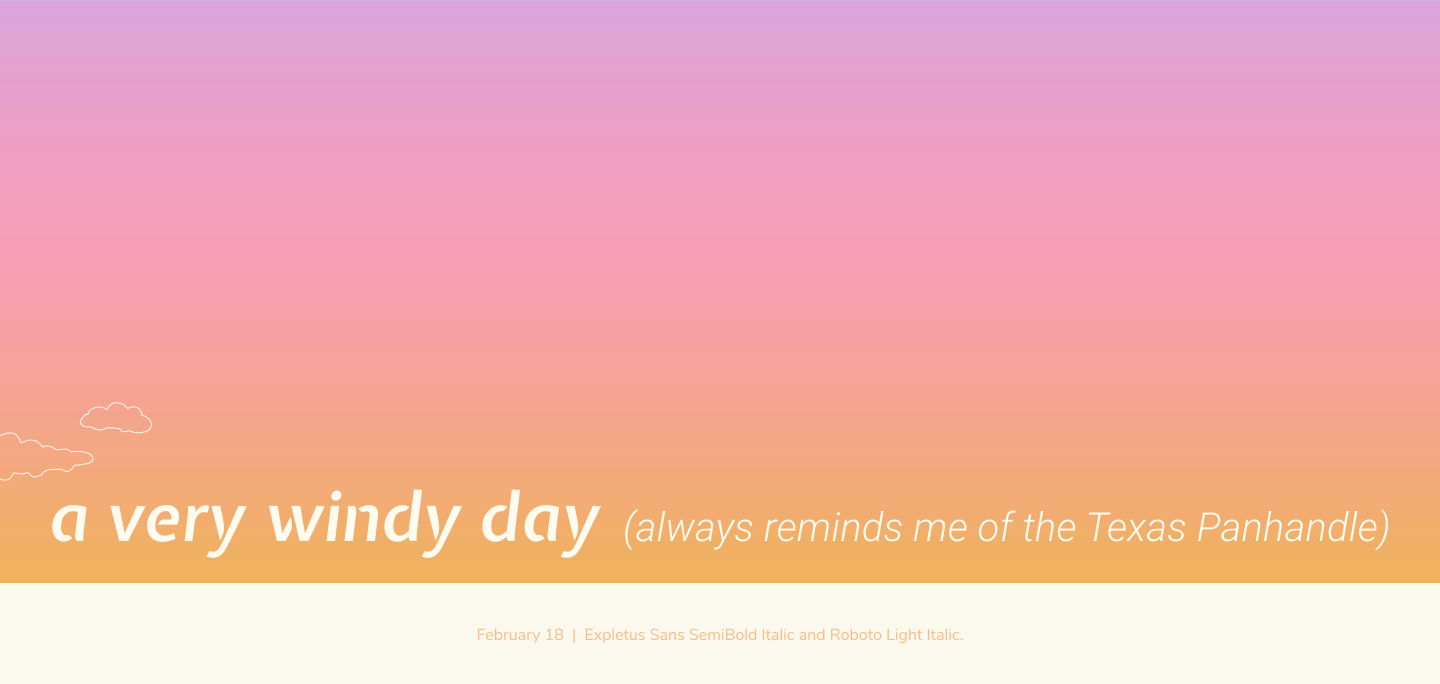 a very windy day (always reminds me of the Texas Panhandle)
February 18 | Expletus Sans SemiBold Italic and Roboto Light Italic.